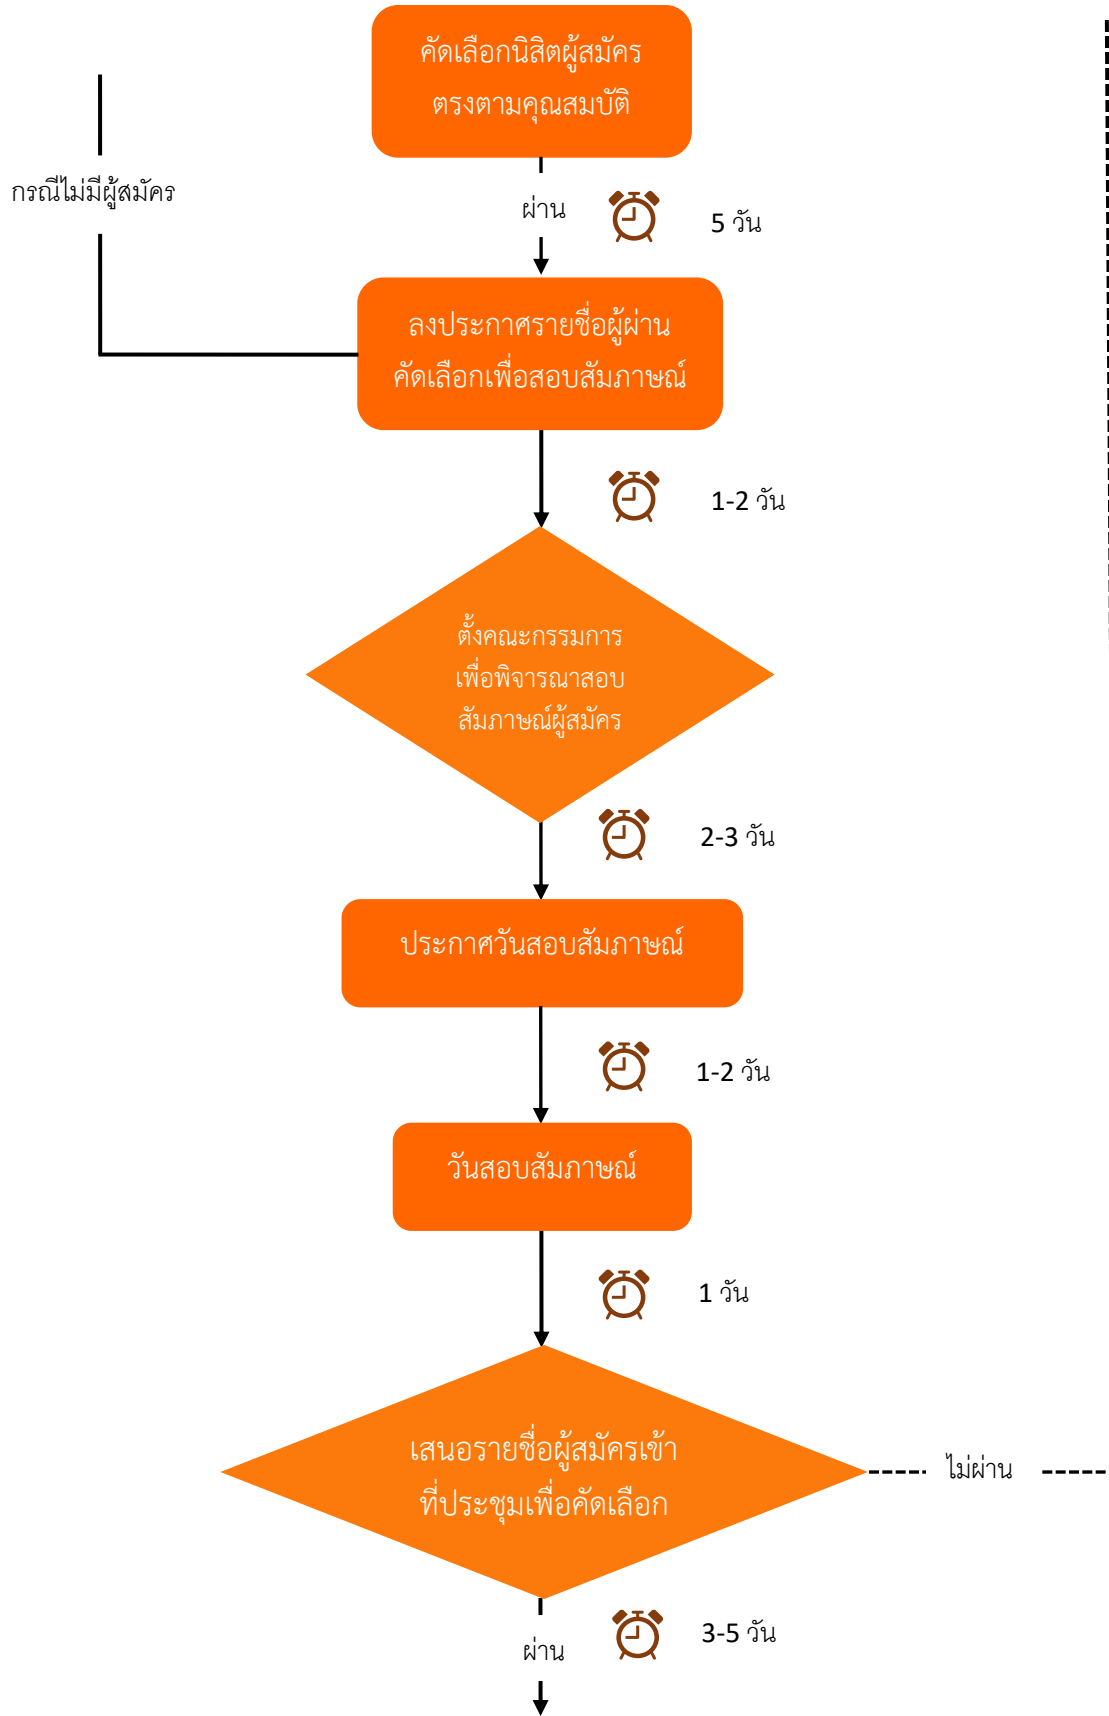 คัดเลือกนิสิตผู้สมัคร
ตรงตามคุณสมบัติ
กรณีไม่มีผู้สมัคร
ผ่าน
5 วัน
ลงประกาศรายชื่อผู้ผ่าน
คัดเลือกเพื่อสอบสัมภาษณ์
1-2 วัน
ตั้งคณะกรรมการ
เพื่อพิจารณาสอบ
สัมภาษณ์ผู้สมัคร
2-3 วัน
ประกาศวันสอบสัมภาษณ์
1-2 วัน
วันสอบสัมภาษณ์
1 วัน
เสนอรายชื่อผู้สมัครเข้า
ที่ประชุมเพื่อคัดเลือก
ไม่ผ่าน
3-5 วัน
ผ่าน